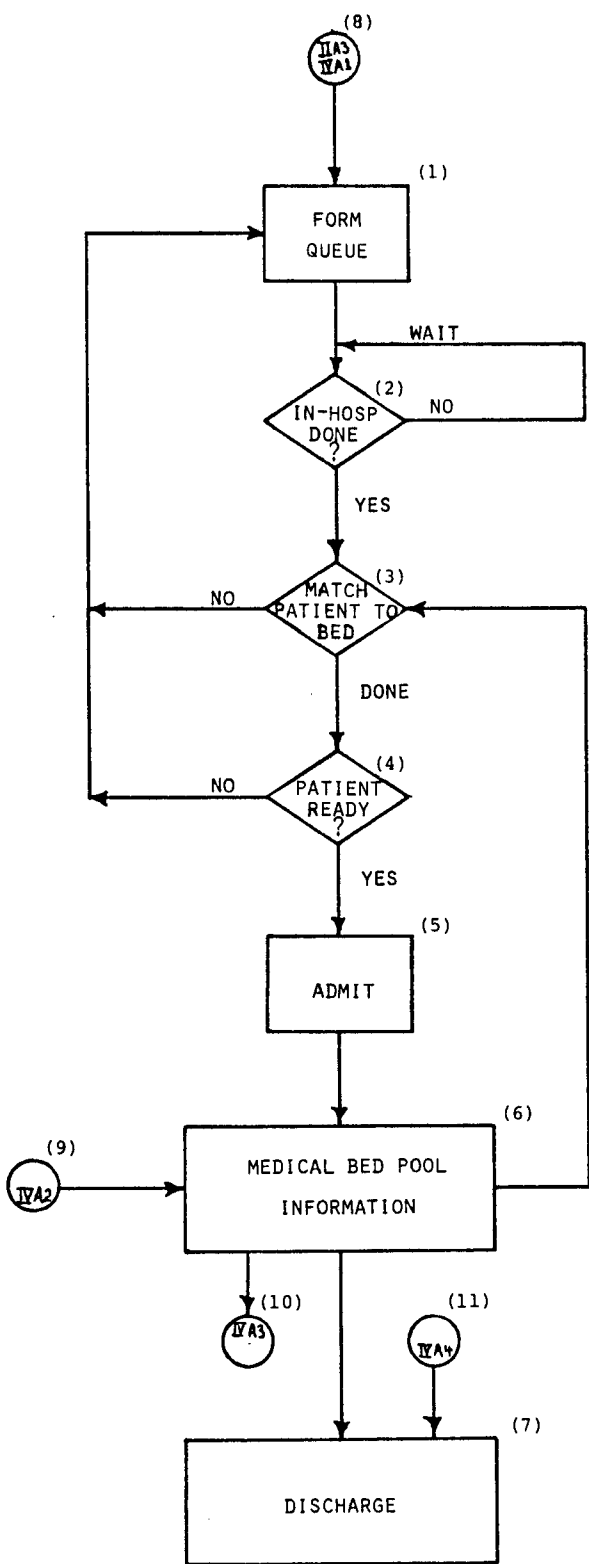 (8)
IIA3
IVA1
(1)
FORM
QUEUE
WAIT
(2)
IN-HOSP
DONE
?
NO
YES
(3)
MATCH
PATIENT TO
BED
NO
DONE
(4)
PATIENT
READY
?
NO
YES
(5)
ADMIT
(6)
MEDICAL BED POOL
INFORMATION
(9)
IVA2
(10)
IVA3
(11)
IVA4
(7)
DISCHARGE